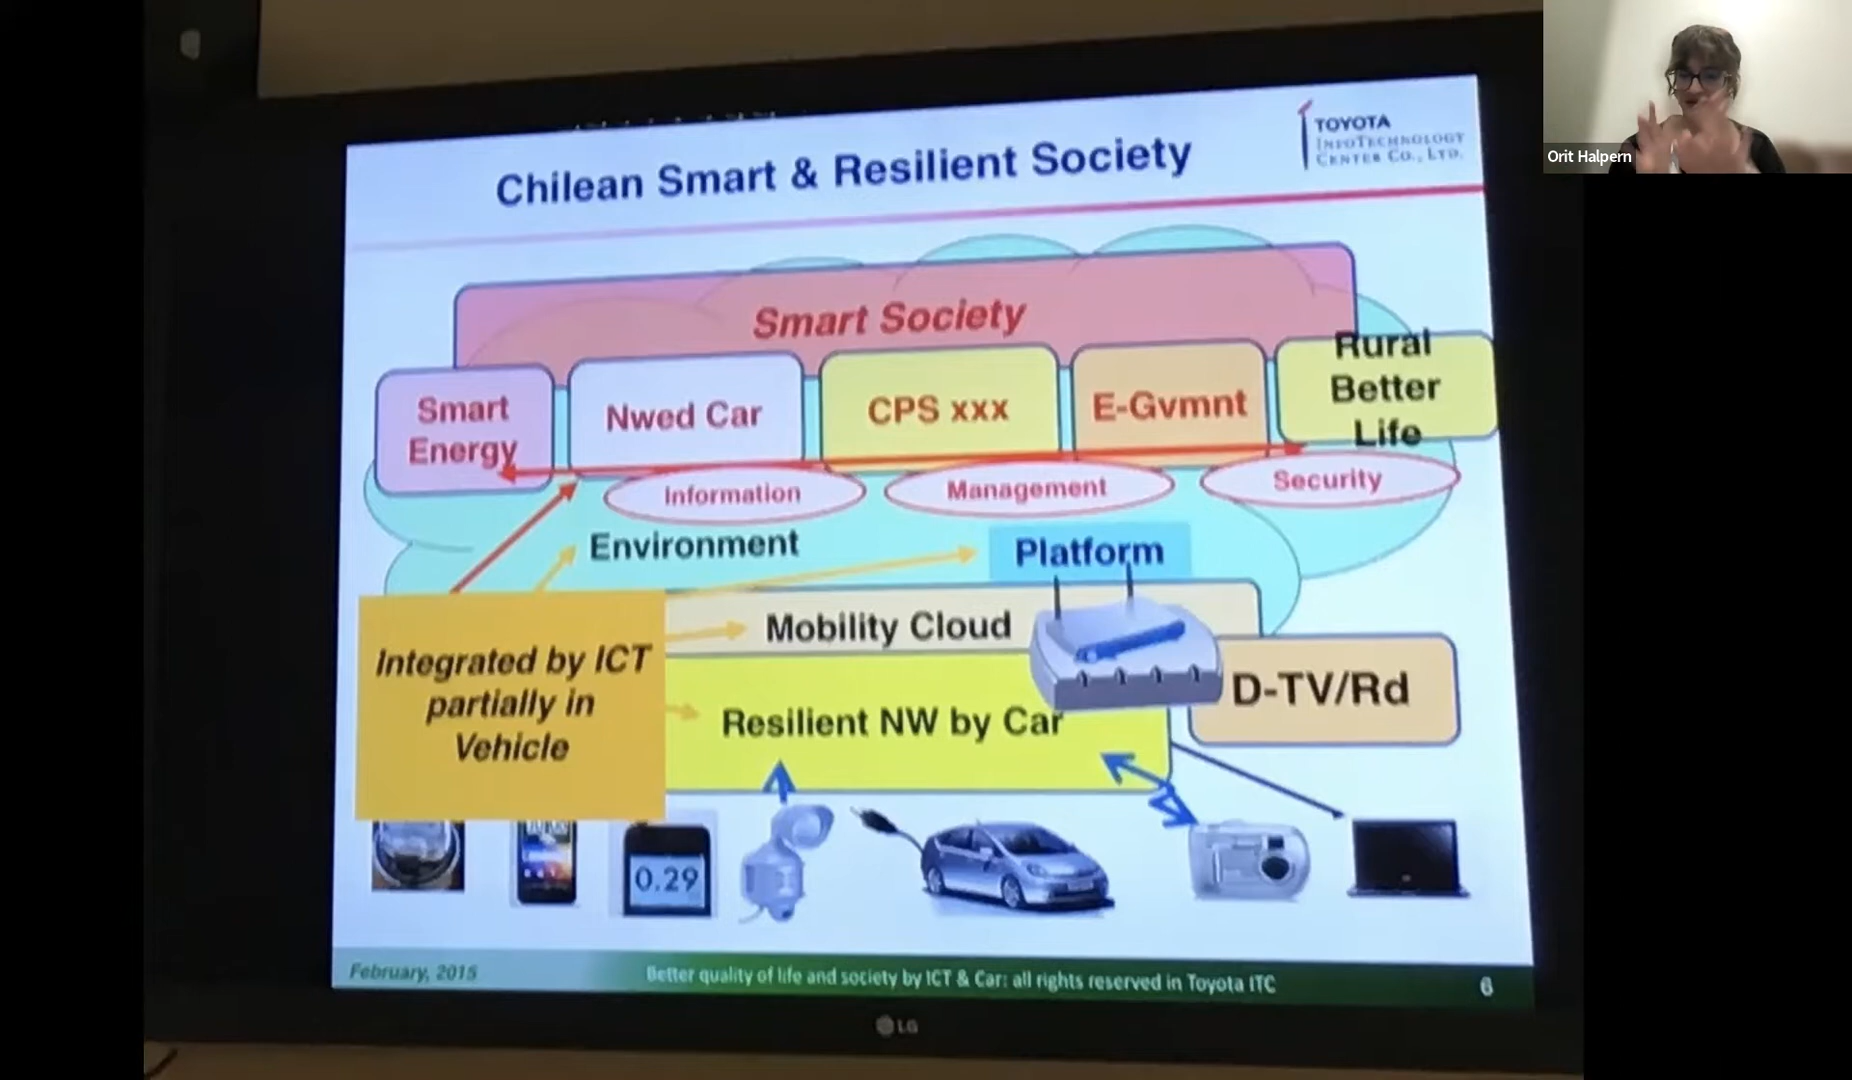 Orit Halpern
TOYOTA
INFOTECHNOLOGY
CENTER CO., LTD.
Chilean Smart & Resilient Society
Smart Society
Smart
Energy
Nwed Car
CPS xxx
E-Gvmnt
Rural
Better
Life
Information
Management
Security
Environment
Platform
Mobility Cloud
Integrated by ICT
partially in
Vehicle
Resilient NW by Car
D-TV/Rd
0.29
February, 2015
Better quality of life and society by ICT & Car: all rights reserved in Toyota ITC
6
LG